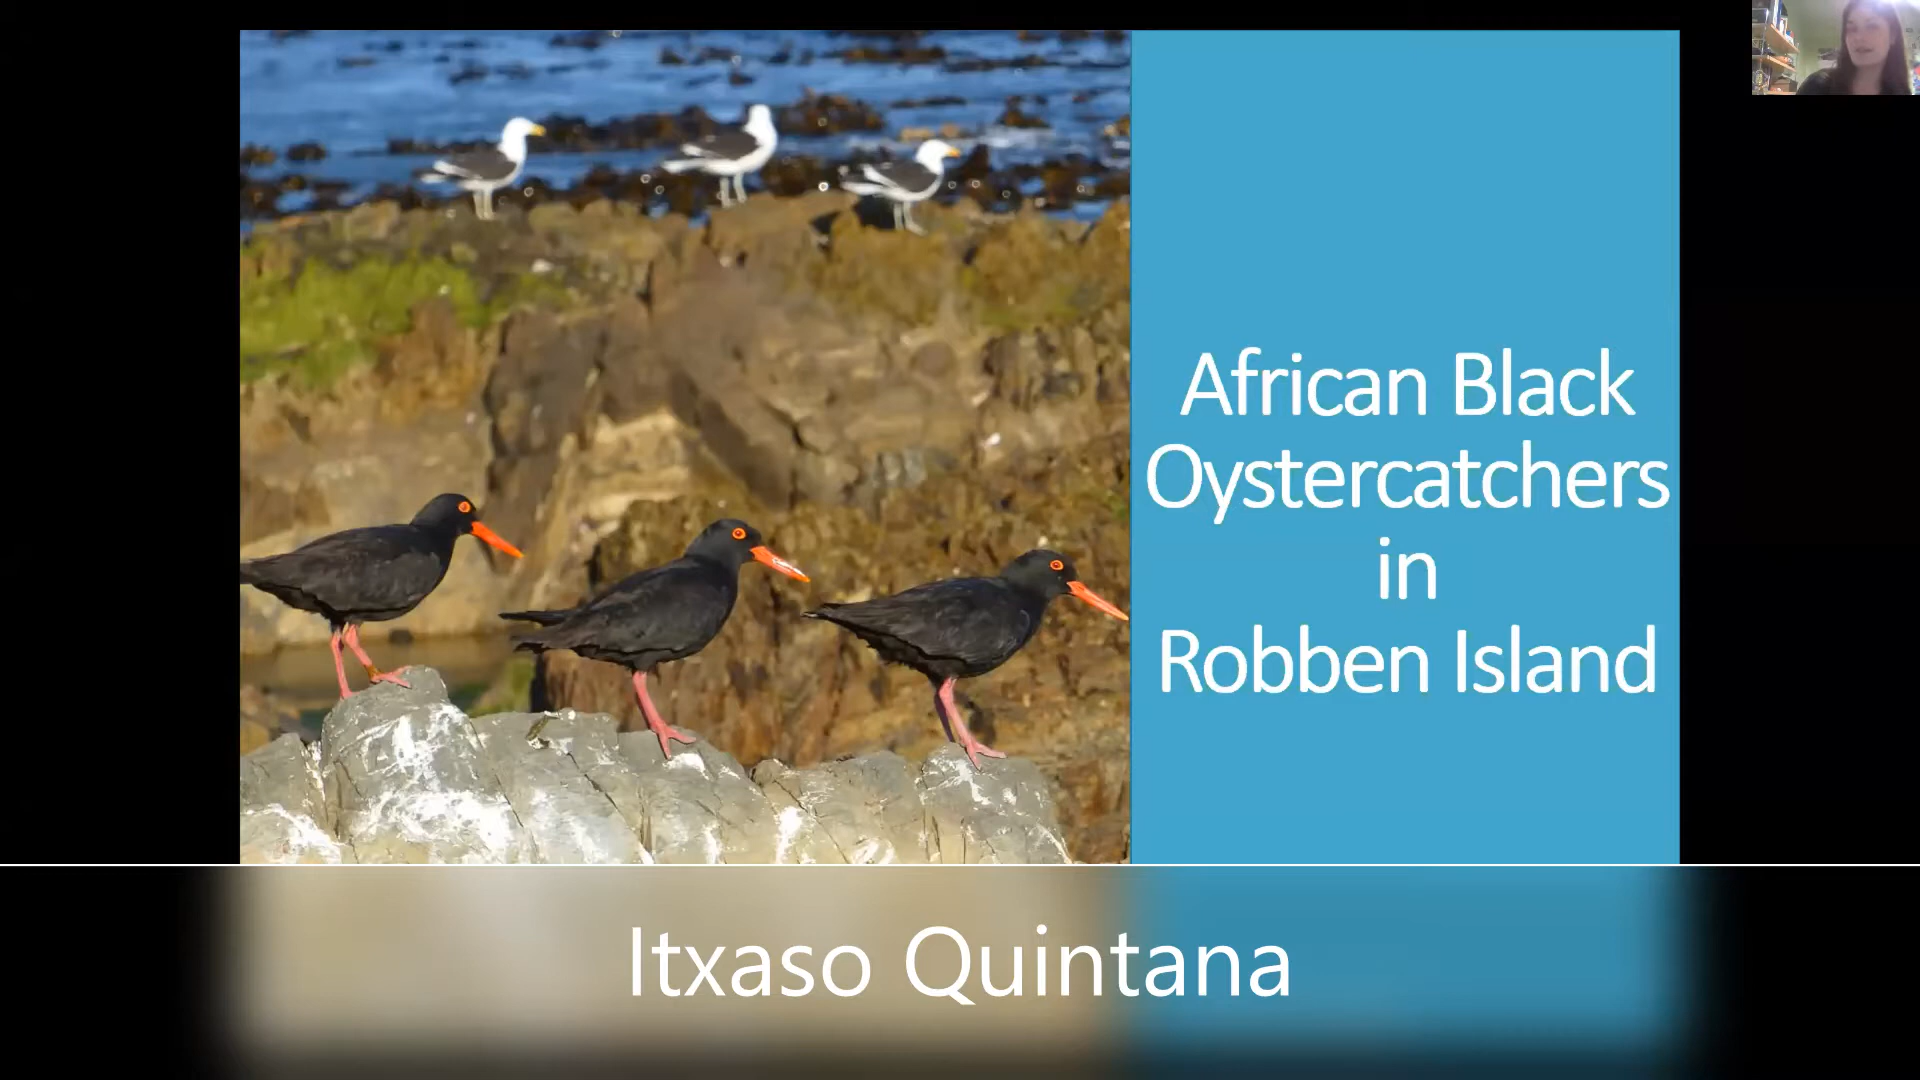 African Black
Oystercatchers
in
Robben Island
Itxaso Quintana